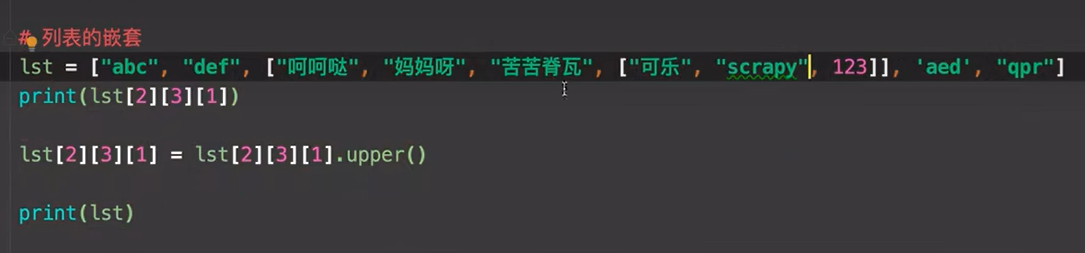 # 列表的嵌套
lst = ["abc", "def", ["呵呵哒", "妈妈呀", "苦苦脊瓦", ["可乐", "scrapy", 123]], 'aed', "qpr"]
print(lst[2][3][1])
lst[2][3][1] = lst[2][3][1].upper()
print(lst)